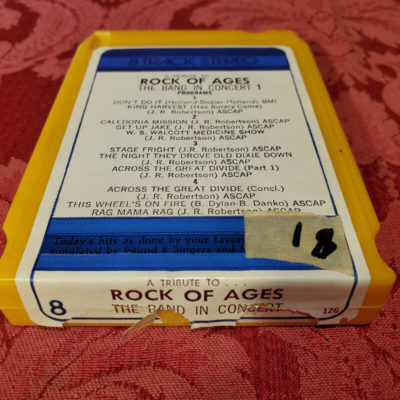 8 TRACK STEREO
A TRIBUTE TO
ROCK OF AGES
THE BAND IN CONCERT 1
PROGRAMS
1
DON'T DO IT (Holland-Dozier-Holland) BMI
KING HARVEST (Has Surely Come)
(J. R. Robertson) ASCAP
2
CALEDONIA MISSION (J. R. Robertson) ASCAP
GET UP JAKE (J. R. Robertson) ASCAP
W. S. WALCOTT MEDICINE SHOW
(J. R. Robertson) ASCAP
3
STAGE FRIGHT (J.R. Robertson) ASCAP
THE NIGHT THEY DROVE OLD DIXIE DOWN
(J. R. Robertson) ASCAP
ACROSS THE GREAT DIVIDE (Part 1)
(J. R. Robertson) ASCAP
4
ACROSS THE GREAT DIVIDE (Concl.)
(J. R. Robertson) ASCAP
THIS WHEEL'S ON FIRE (B. Dylan-B. Danko) ASCAP
RAG MAMA RAG (J. R. Robertson) ASCAP
Today's hits as done by your favorite
simulated by Sound 8 Singers and
18
A TRIBUTE TO . . .
ROCK OF AGES
8 THE BAND IN CONCERT 126